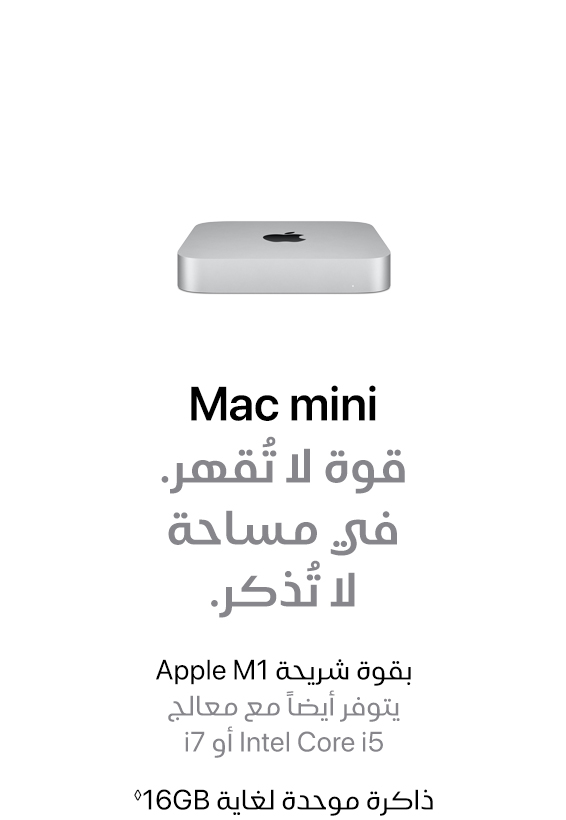 Mac mini
قوة لا تُقهر.
في مساحة
لا تُذكر.
بقوة شريحة Apple M1
يتوفر أيضاً مع معالج
Intel Core i5 أو i7
ذاكرة موحدة لغاية 16GB◊